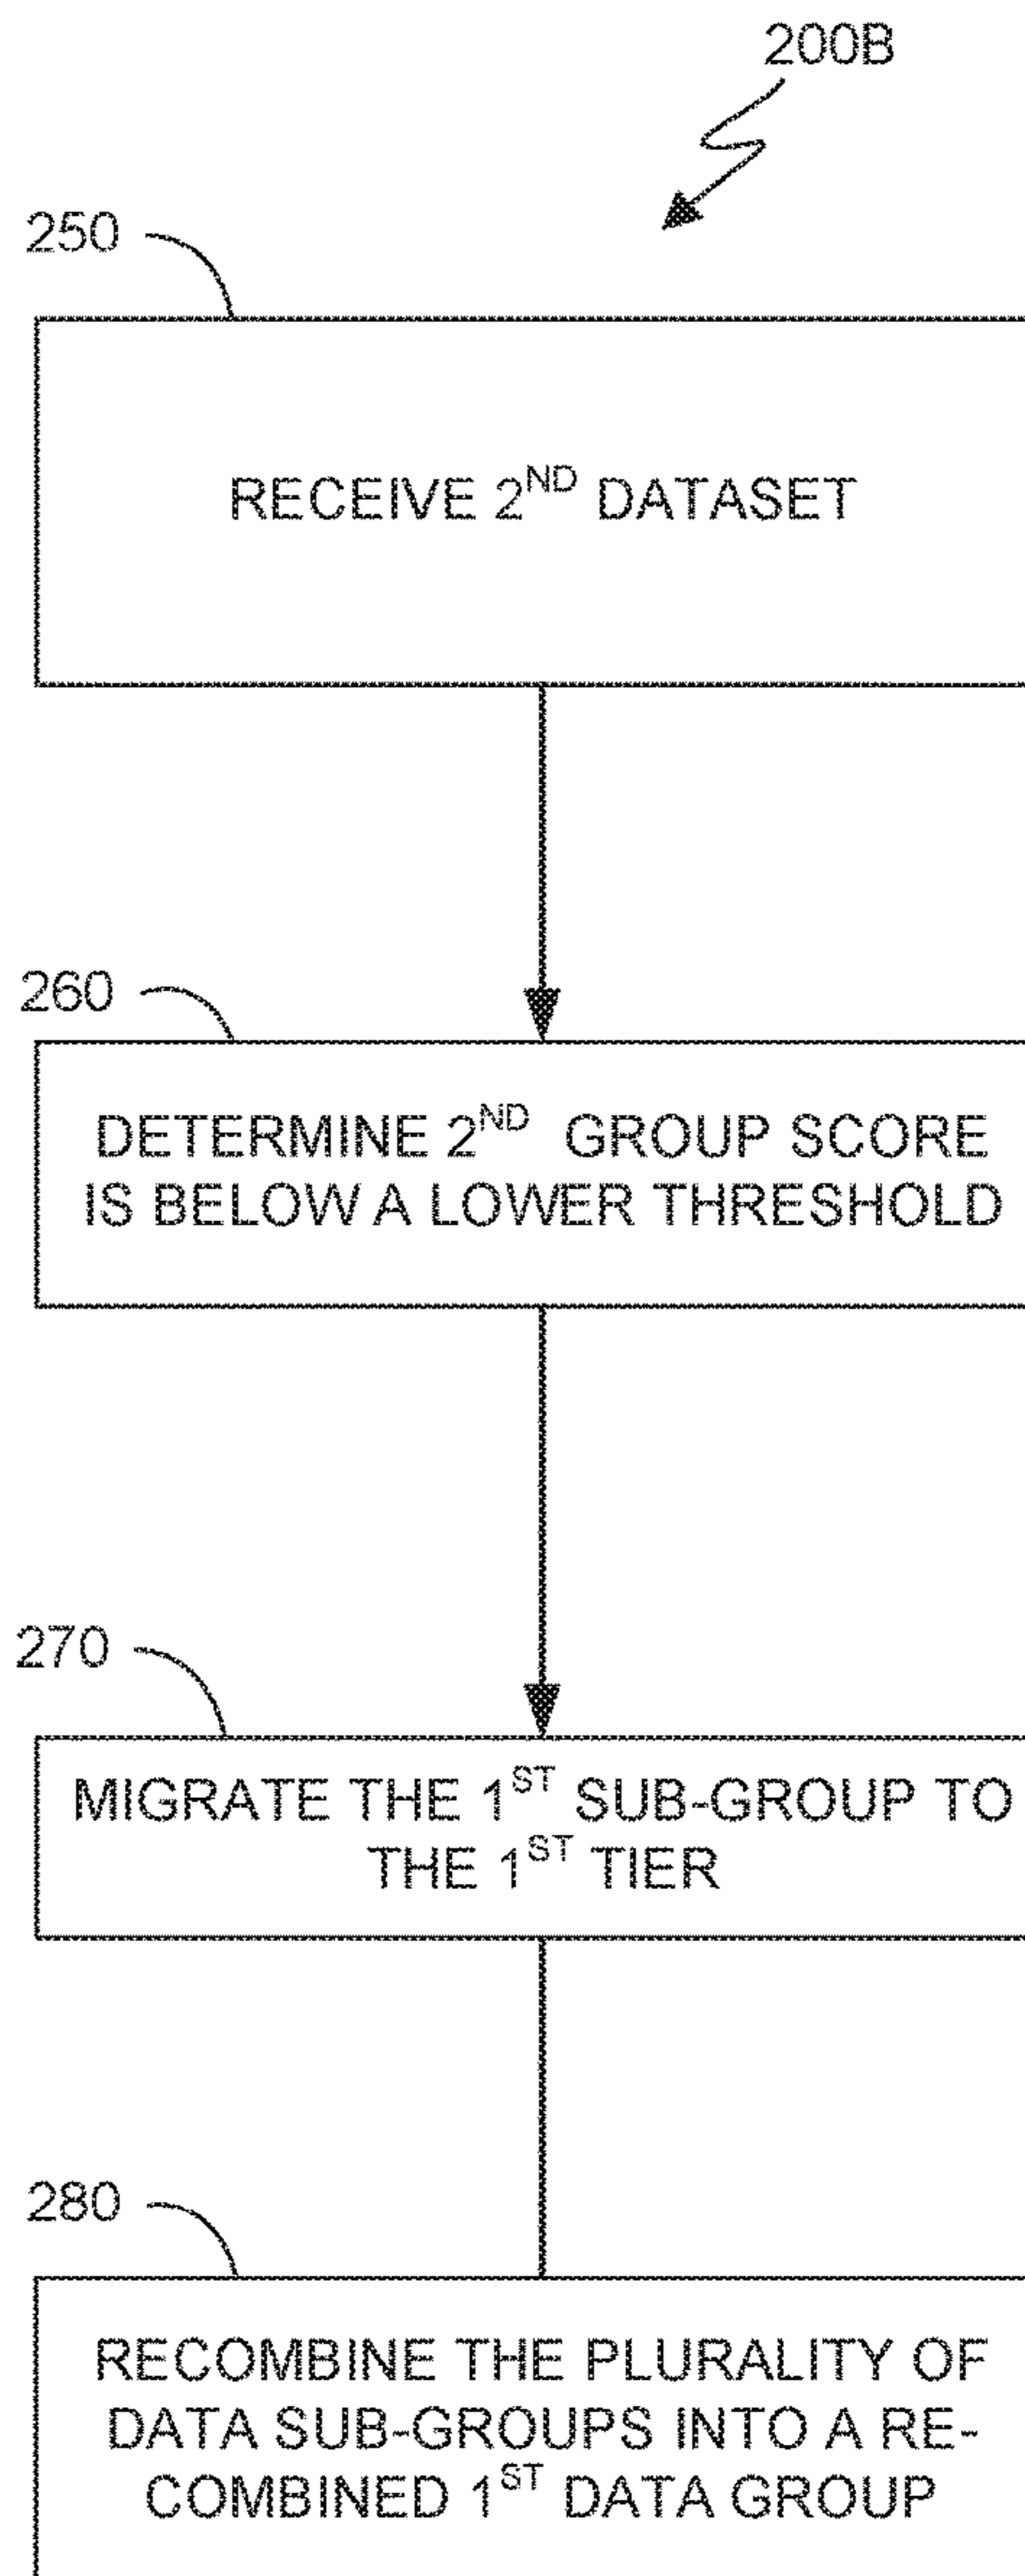 200B
250
RECEIVE 2ND DATASET
260
DETERMINE 2ND GROUP SCORE
IS BELOW A LOWER THRESHOLD
270
MIGRATE THE 1ST SUB-GROUP TO
THE 1ST TIER
280
RECOMBINE THE PLURALITY OF
DATA SUB-GROUPS INTO A RE-
COMBINED 1ST DATA GROUP